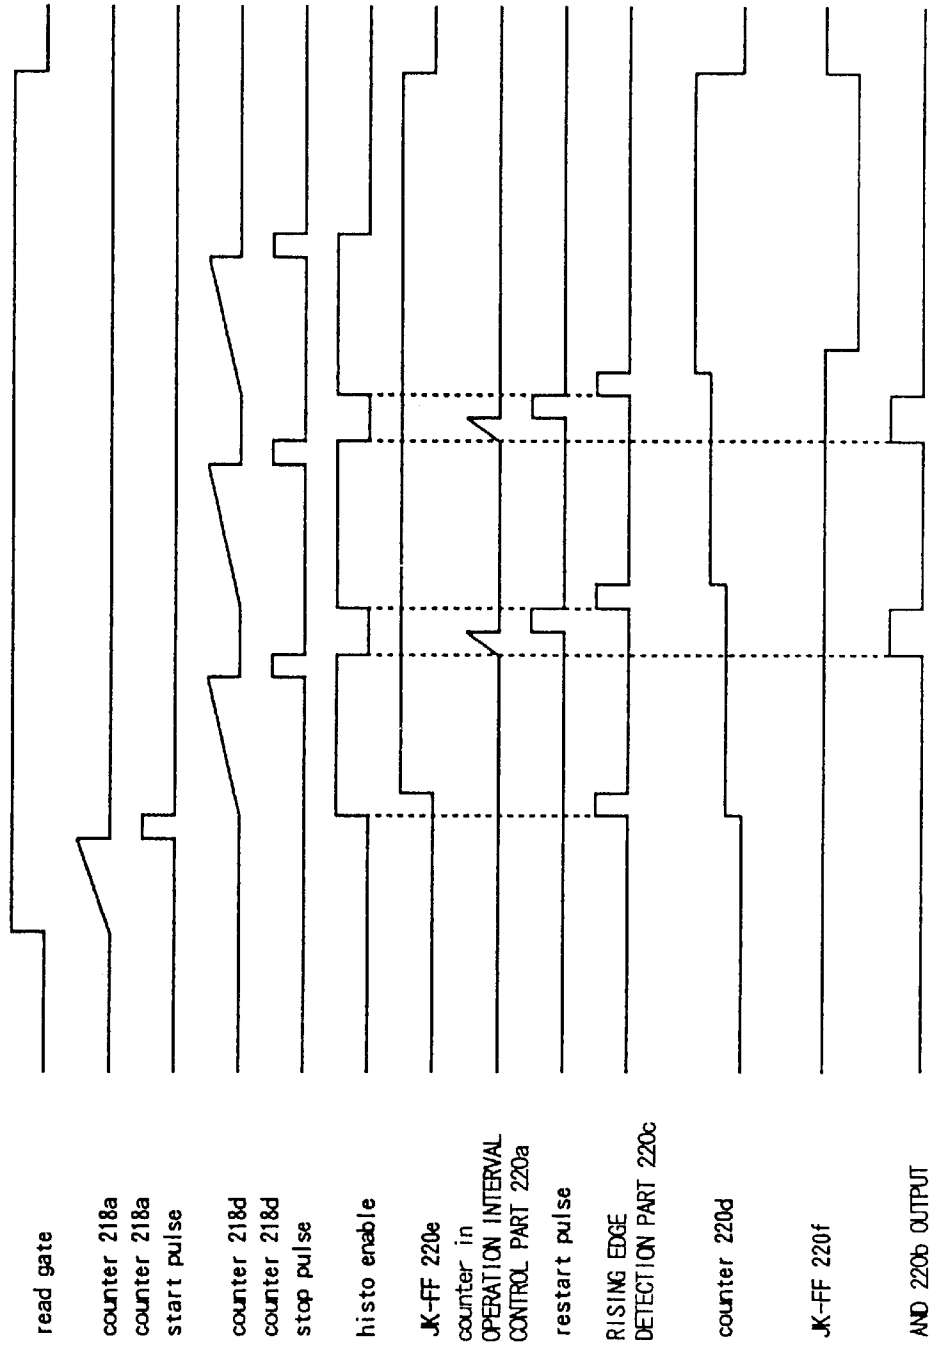 read gate
counter 218a
counter 218a
start pulse
counter 218d
counter 218d
stop pulse
histo enable
JK-FF 220e
counter in
OPERATION INTERVAL
CONTROL PART 220a
restart pulse
RISING EDGE
DETECTION PART 220c
counter 220d
JK-FF 220f
AND 220b OUTPUT